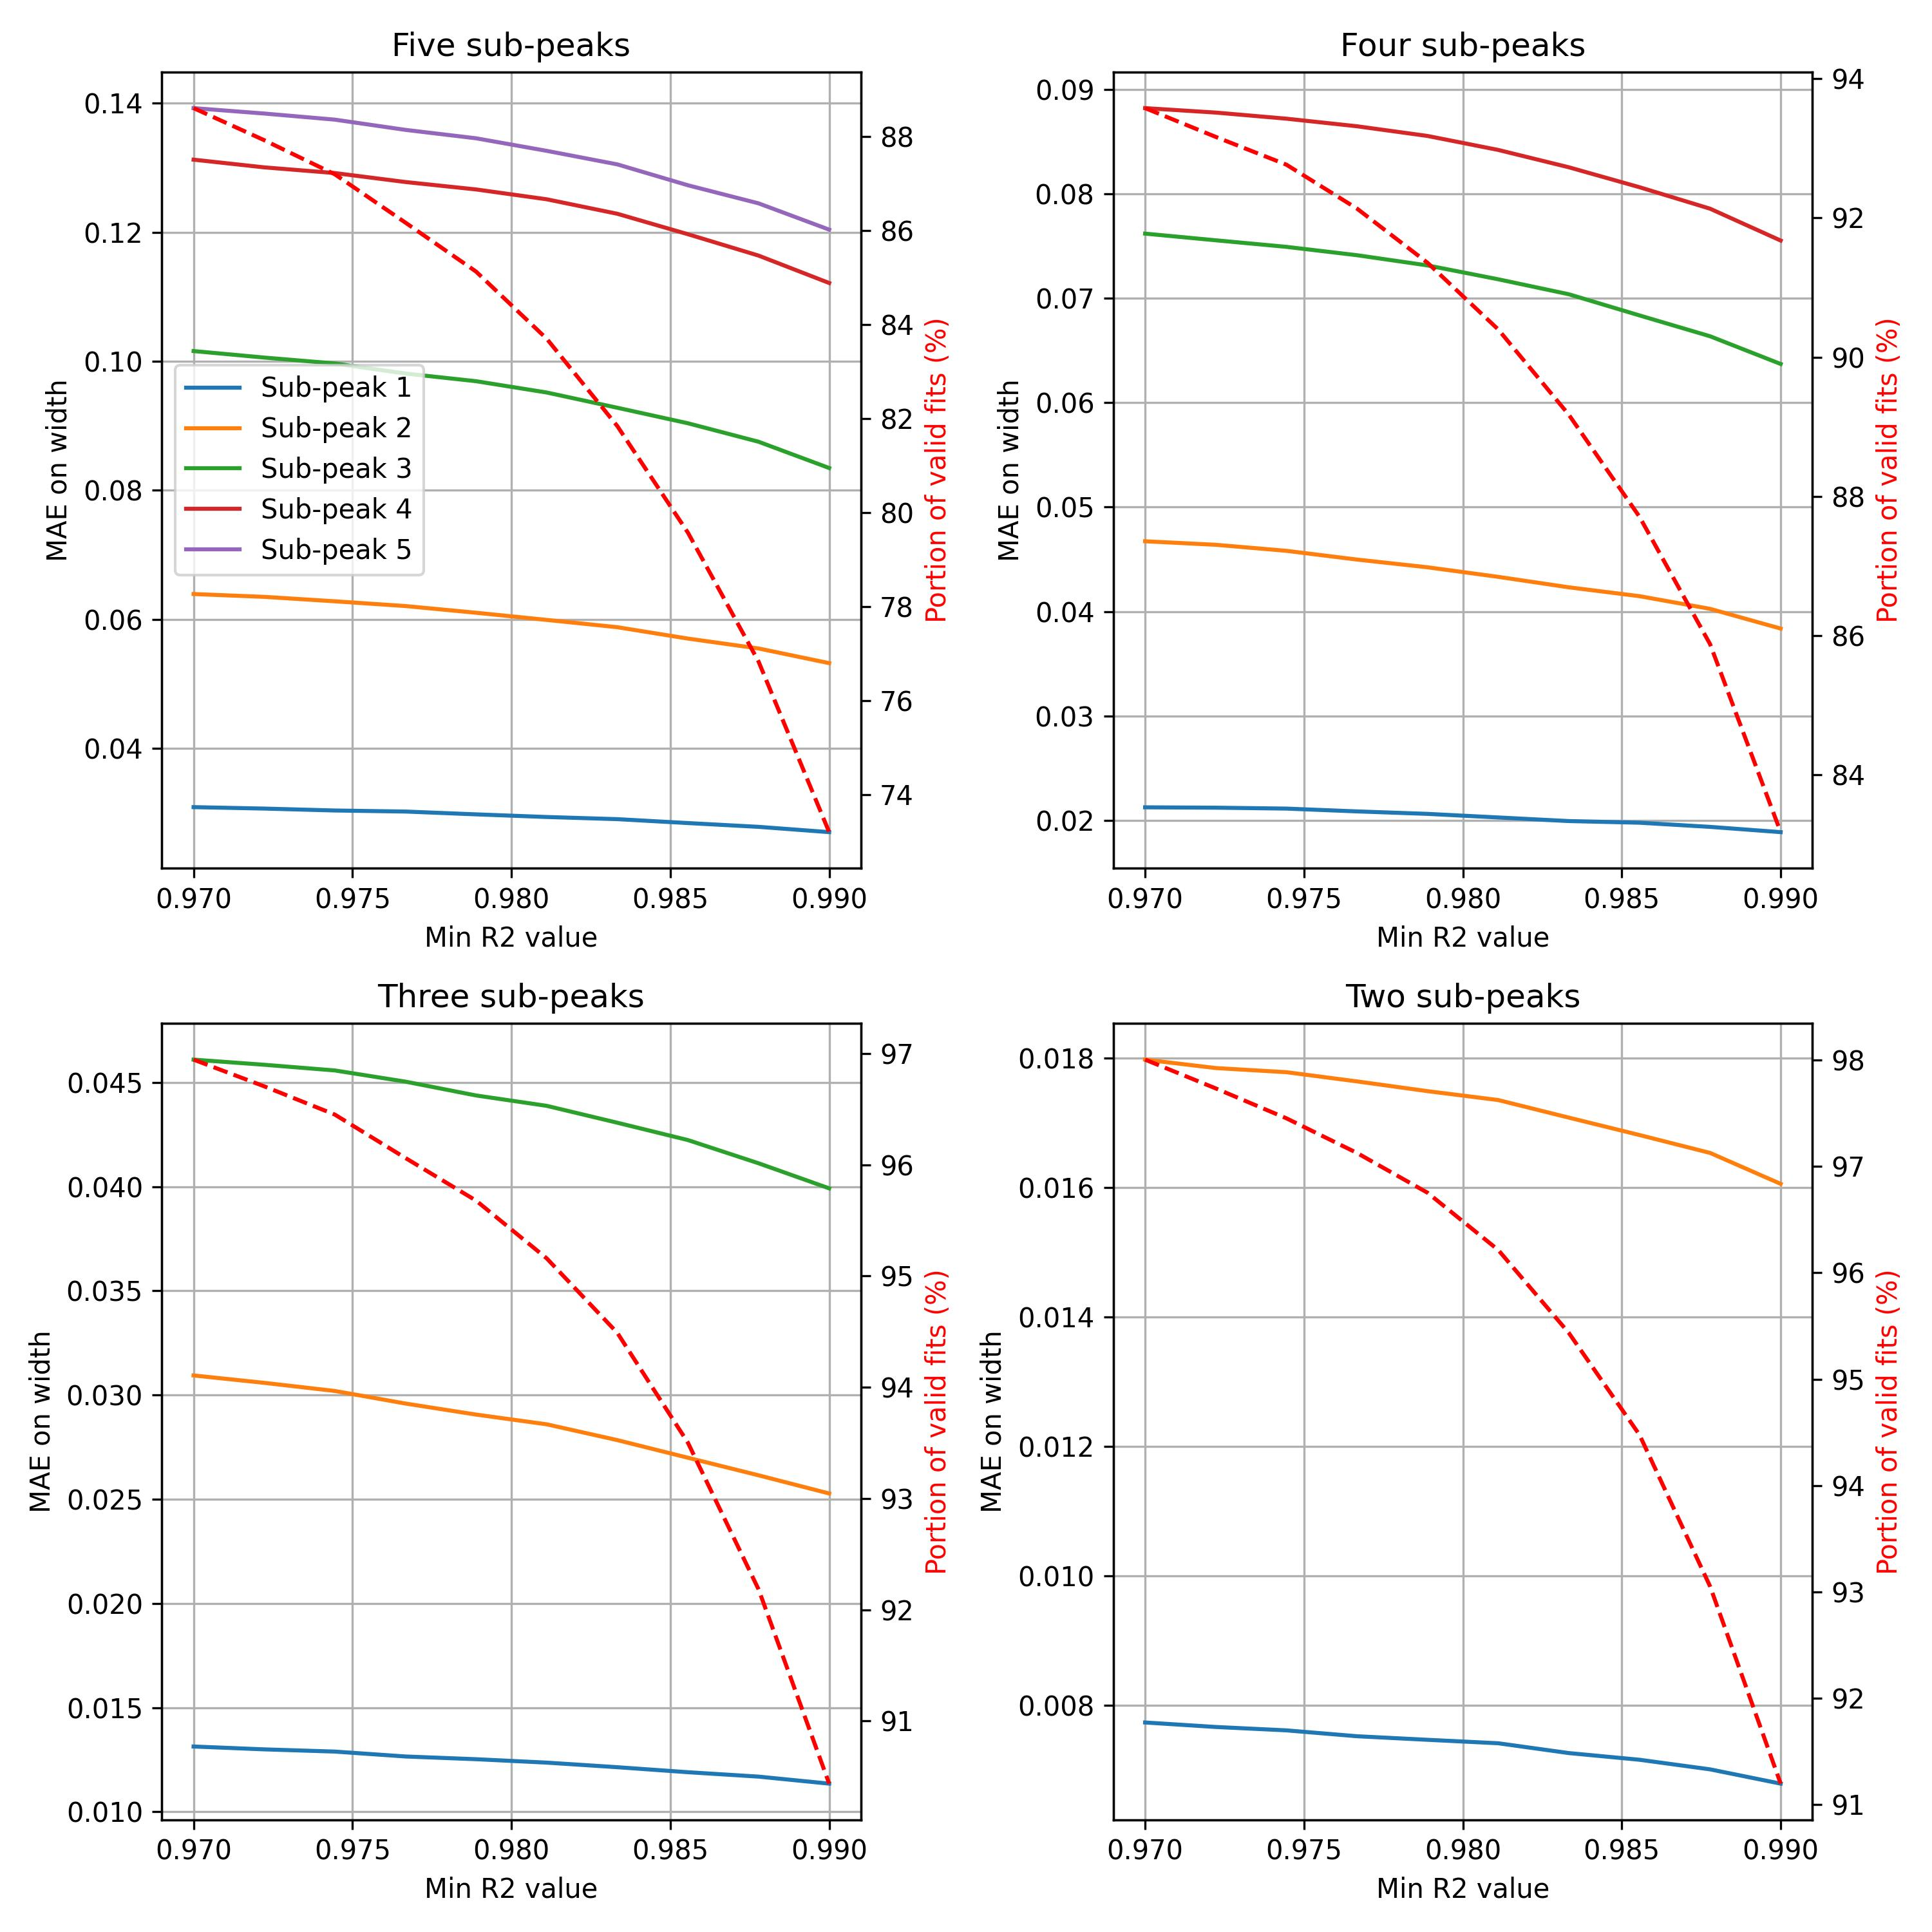 Five sub-peaks
0.14
0.12
0.10
0.08
0.06
0.04
MAE on width
Sub-peak 1
Sub-peak 2
Sub-peak 3
Sub-peak 4
Sub-peak 5
88
86
84
82
80
78
76
74
Portion of valid fits (%)
0.970 0.975 0.980 0.985 0.990
Min R2 value
Four sub-peaks
0.09
0.08
0.07
0.06
0.05
0.04
0.03
0.02
MAE on width
94
92
90
88
86
84
Portion of valid fits (%)
0.970 0.975 0.980 0.985 0.990
Min R2 value
Three sub-peaks
0.045
0.040
0.035
0.030
0.025
0.020
0.015
0.010
MAE on width
97
96
95
94
93
92
91
Portion of valid fits (%)
0.970 0.975 0.980 0.985 0.990
Min R2 value
Two sub-peaks
0.018
0.016
0.014
0.012
0.010
0.008
MAE on width
98
97
96
95
94
93
92
91
Portion of valid fits (%)
0.970 0.975 0.980 0.985 0.990
Min R2 value